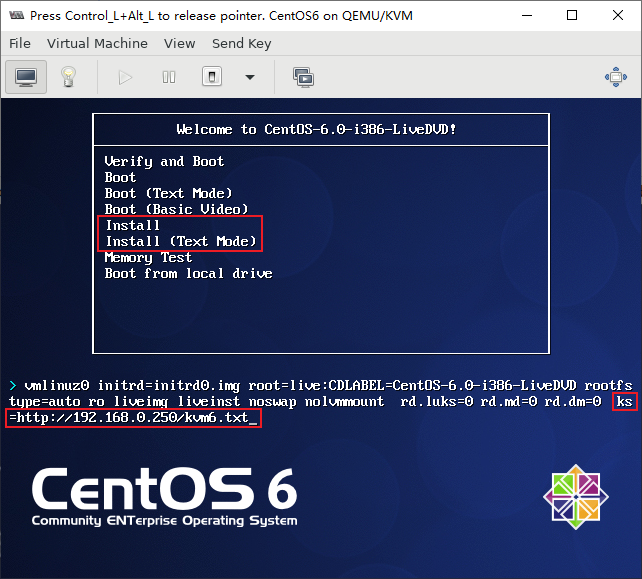 Press Control_L+Alt_L to release pointer. CentOS6 on QEMU/KVM
File Virtual Machine View Send Key
Welcome to CentOS-6.0-i386-LiveDVD!
Verify and Boot
Boot
Boot (Text Mode)
Boot (Basic Video)
Install
Install (Text Mode)
Memory Test
Boot from local drive
> vmlinuz0 initrd=initrd0.img root=live:CDLABEL=CentOS-6.0-i386-LiveDVD rootfs
type=auto ro liveimg liveinst noswap nolvmmount  rd.luks=0 rd.md=0 rd.dm=0  ks
=http://192.168.0.250/kvm6.txt_
CentOS 6
Community ENTerprise Operating System